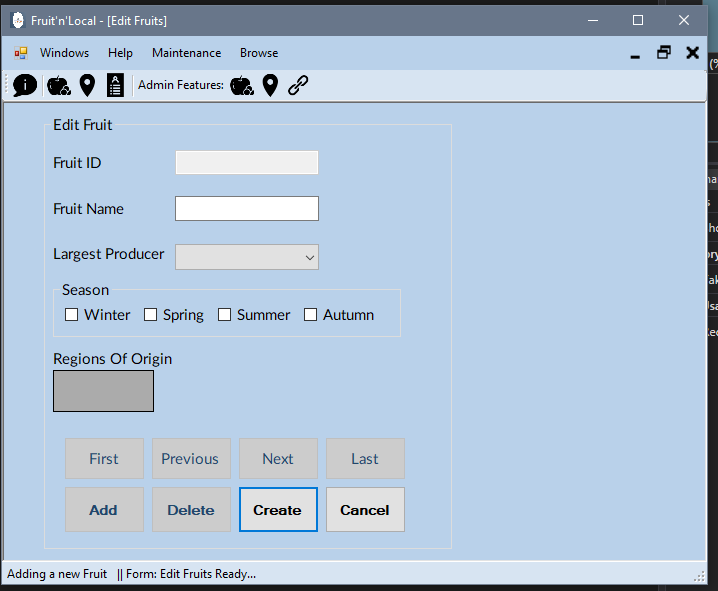 Fruit'n'Local - [Edit Fruits]
Windows Help Maintenance Browse
Admin Features:
Edit Fruit
Fruit ID
Fruit Name
Largest Producer
Season
Winter Spring Summer Autumn
Regions Of Origin
First Previous Next Last
Add Delete Create Cancel
Adding a new Fruit || Form: Edit Fruits Ready...